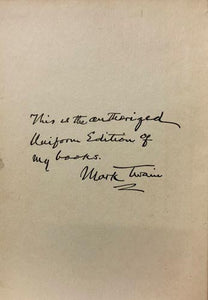 This is the authorized
Uniform Edition of
my books.
Mark Twain